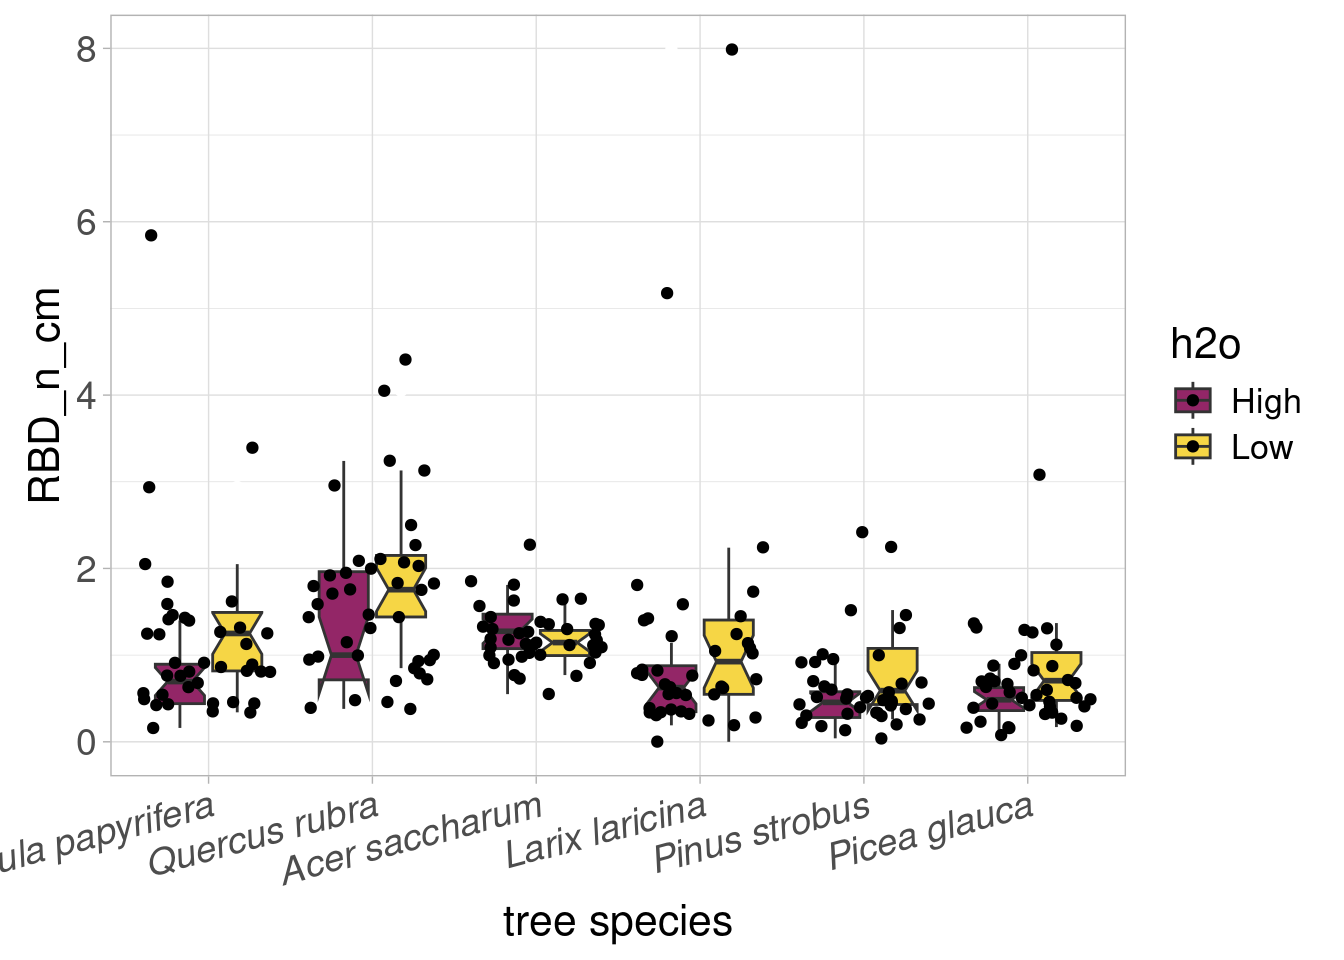 8
6
4
2
0
RBD_n_cm
ula papyrifera
Quercus rubra
Acer saccharum
Larix laricina
Pinus strobus
Picea glauca
tree species
h2o
High
Low